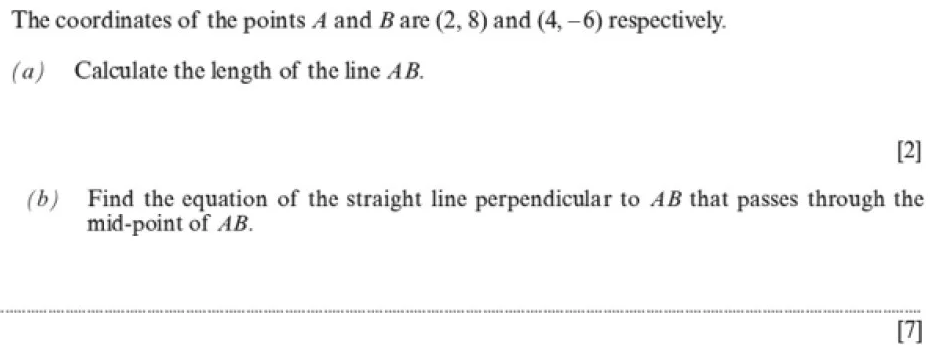 The coordinates of the points A and B are (2, 8) and (4, −6) respectively.
(a) Calculate the length of the line AB.
[2]
(b) Find the equation of the straight line perpendicular to AB that passes through the
mid-point of AB.
[7]